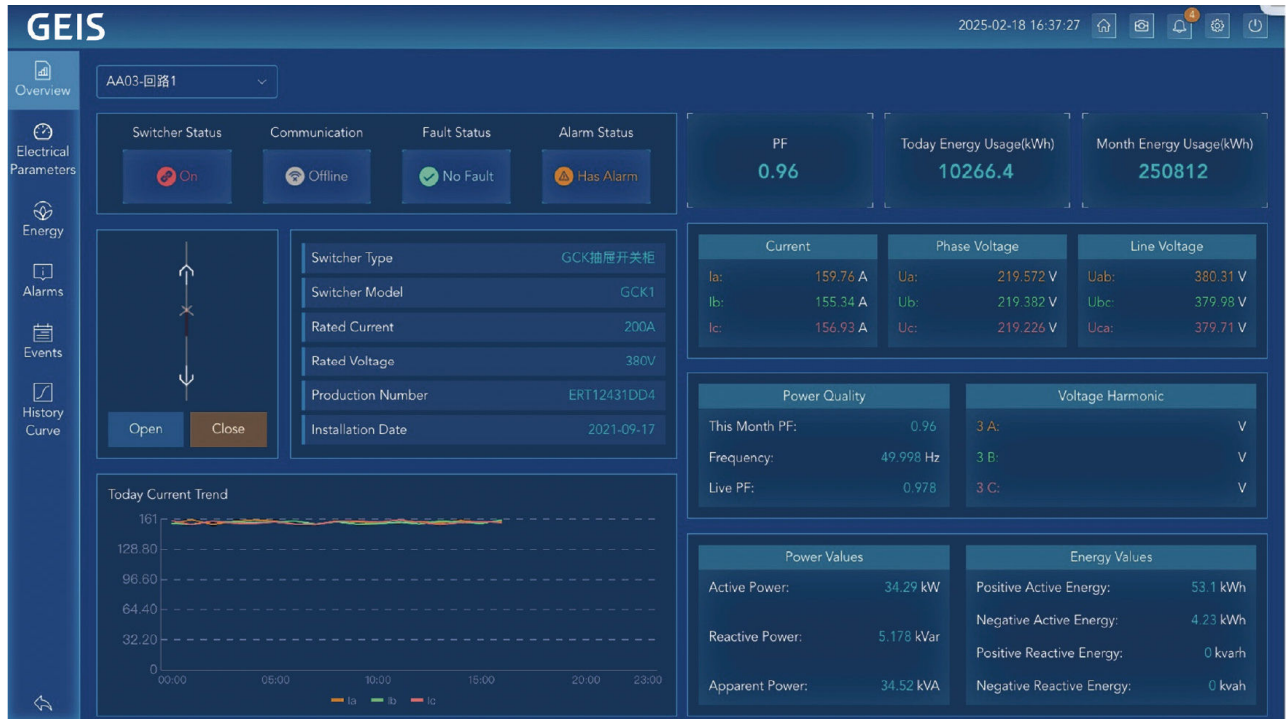 GEIS
2025-02-18 16:37:27
4
Overview
Electrical
Parameters
Energy
Alarms
Events
History
Curve
AA03-回路1
Switcher Status
Communication
Fault Status
Alarm Status
On
Offline
No Fault
Has Alarm
PF
0.96
Today Energy Usage(kWh)
10266.4
Month Energy Usage(kWh)
250812
Open
Close
Switcher Type GCK抽屉开关柜
Switcher Model GCK1
Rated Current 200A
Rated Voltage 380V
Production Number ERT12431DD4
Installation Date 2021-09-17
Current
Ia: 159.76 A
Ib: 155.34 A
Ic: 156.93 A
Phase Voltage
Ua: 219.572 V
Ub: 219.382 V
Uc: 219.226 V
Line Voltage
Uab: 380.31 V
Ubc: 379.98 V
Uca: 379.71 V
Power Quality
This Month PF: 0.96
Frequency: 49.998 Hz
Live PF: 0.978
Voltage Harmonic
3 A: V
3 B: V
3 C: V
Today Current Trend
161
128.80
96.60
64.40
32.20
0
00:00 05:00 10:00 15:00 20:00 23:00
Ia Ib Ic
Power Values
Active Power: 34.29 kW
Reactive Power: 5.178 kVar
Apparent Power: 34.52 kVA
Energy Values
Positive Active Energy: 53.1 kWh
Negative Active Energy: 4.23 kWh
Positive Reactive Energy: 0 kvarh
Negative Reactive Energy: 0 kvah